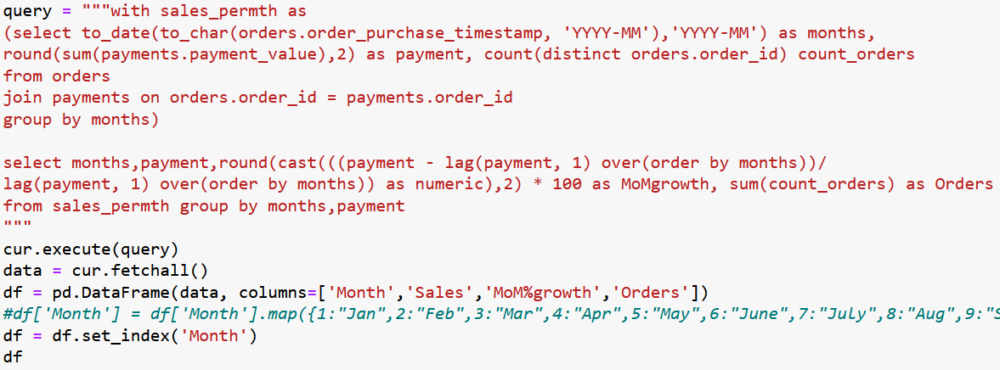 query = """with sales_permth as
(select to_date(to_char(orders.order_purchase_timestamp, 'YYYY-MM'),'YYYY-MM') as months,
round(sum(payments.payment_value),2) as payment, count(distinct orders.order_id) count_orders
from orders
join payments on orders.order_id = payments.order_id
group by months)

select months,payment,round(cast(((payment - lag(payment, 1) over(order by months))/
lag(payment, 1) over(order by months)) as numeric),2) * 100 as MoMgrowth, sum(count_orders) as Orders
from sales_permth group by months,payment
"""
cur.execute(query)
data = cur.fetchall()
df = pd.DataFrame(data, columns=['Month','Sales','MoM%growth','Orders'])
#df['Month'] = df['Month'].map({1:"Jan",2:"Feb",3:"Mar",4:"Apr",5:"May",6:"June",7:"July",8:"Aug",9:"S
df = df.set_index('Month')
df